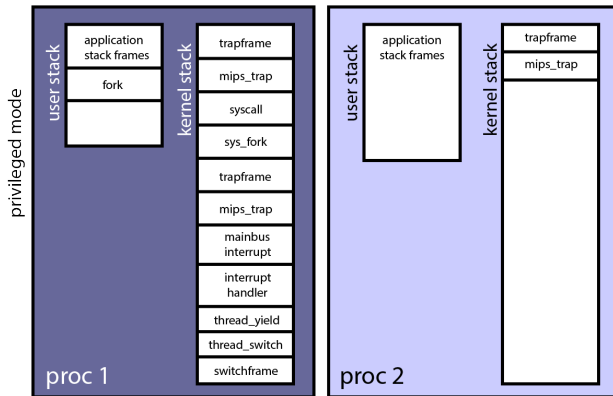 privileged mode
user stack
application
stack frames
fork
kernel stack
trapframe
mips_trap
syscall
sys_fork
trapframe
mips_trap
mainbus
interrupt
interrupt
handler
thread_yield
thread_switch
switchframe
proc 1
user stack
application
stack frames
kernel stack
trapframe
mips_trap
proc 2